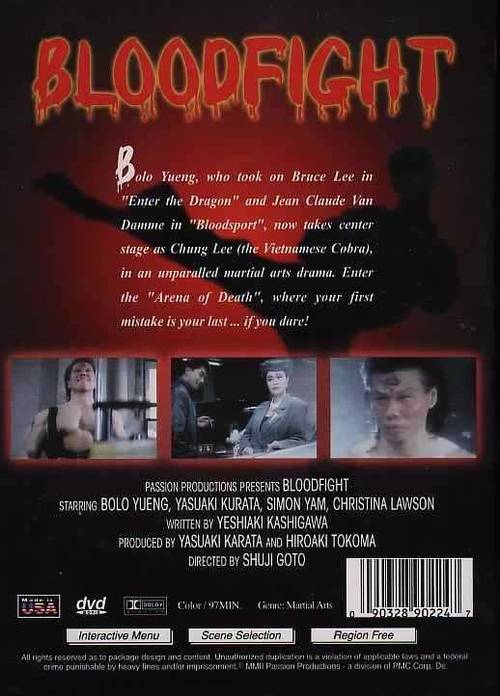 BLOODFIGHT
Bolo Yueng, who took on Bruce Lee in
"Enter the Dragon" and Jean Claude Van
Damme in "Bloodsport", now takes center
stage as Chung Lee (the Vietnamese Cobra),
in an unparalled martial arts drama. Enter
the "Arena of Death", where your first
mistake is your last ... if you dare!
PASSION PRODUCTIONS PRESENTS BLOODFIGHT
STARRING BOLO YUENG, YASUAKI KURATA, SIMON YAM, CHRISTINA LAWSON
WRITTEN BY YESHIAKI KASHIGAWA
PRODUCED BY YASUAKI KARATA AND HIROAKI TOKOMA
DIRECTED BY SHUJI GOTO
Made in USA
DVD VIDEO
DOLBY
Color / 97MIN.
Genre: Martial Arts
0 90328 90224 7
Interactive Menu
Scene Selection
Region Free
All rights reserved as to package design and content. Unauthorized duplication is a violation of applicable laws and a federal
crime punishable by heavy fines and/or imprisonment.© MMII Passion Productions - a division of PMC Corp. De.